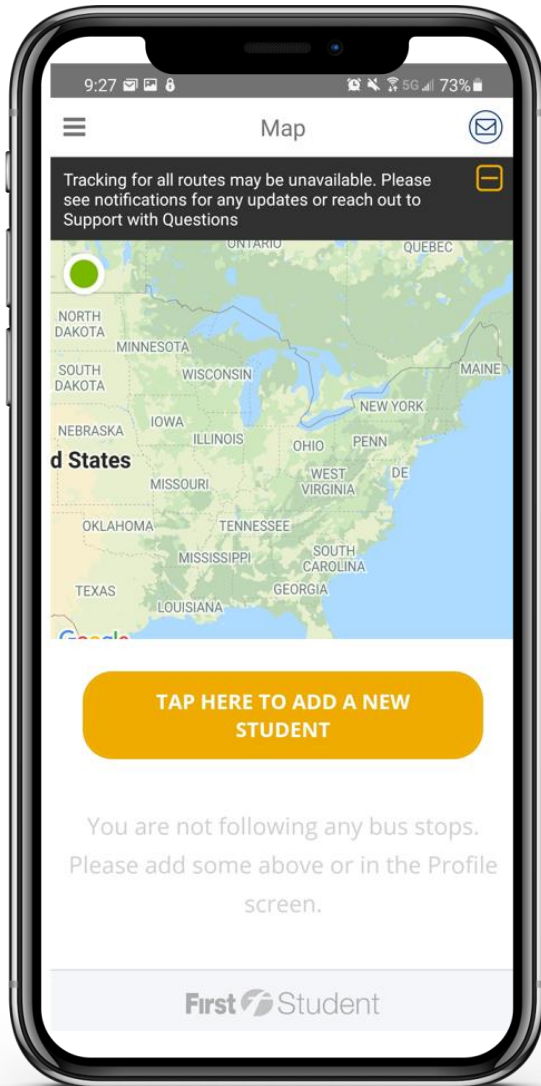 9:27
5G 73%
Map
Tracking for all routes may be unavailable. Please
see notifications for any updates or reach out to
Support with Questions
ONTARIO
QUEBEC
NORTH
DAKOTA
MINNESOTA
SOUTH
DAKOTA
WISCONSIN
MAINE
NEW YORK
NEBRASKA
IOWA
ILLINOIS
OHIO
PENN
d States
MISSOURI
WEST
VIRGINIA
DE
OKLAHOMA
TENNESSEE
MISSISSIPPI
SOUTH
CAROLINA
TEXAS
LOUISIANA
GEORGIA
Google
TAP HERE TO ADD A NEW
STUDENT
You are not following any bus stops.
Please add some above or in the Profile
screen.
First Student